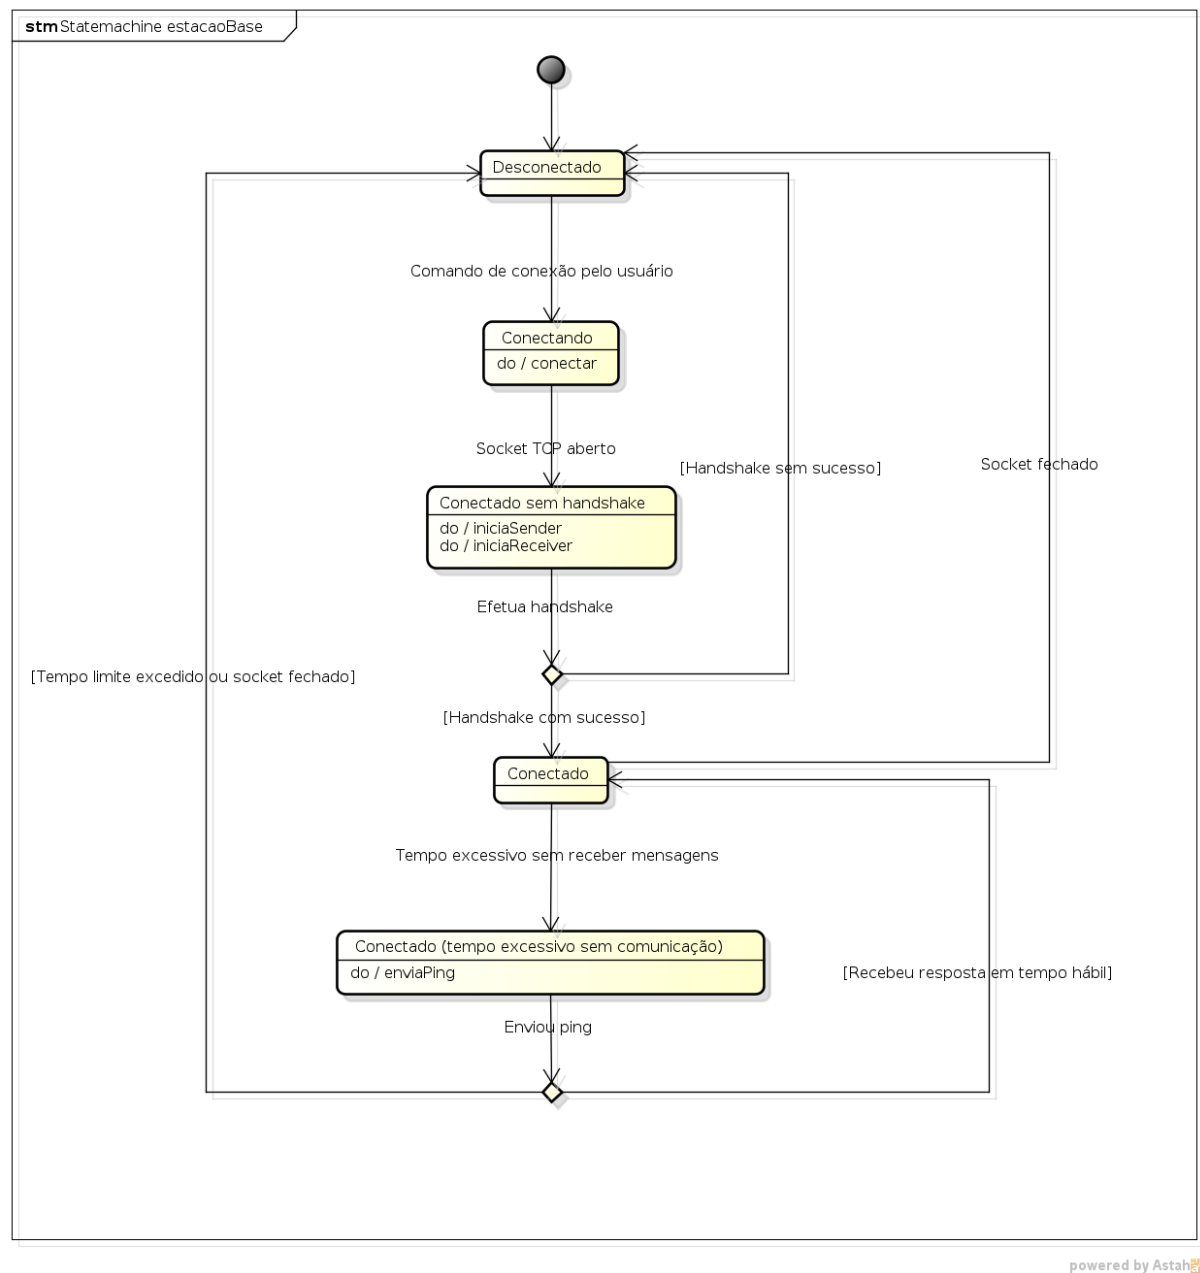 stm Statemachine estacaoBase
Desconectado
Comando de conexão pelo usuário
Conectando
do / conectar
Socket TCP aberto
[Handshake sem sucesso]
Socket fechado
Conectado sem handshake
do / iniciaSender
do / iniciaReceiver
Efetua handshake
[Tempo limite excedido ou socket fechado]
[Handshake com sucesso]
Conectado
Tempo excessivo sem receber mensagens
Conectado (tempo excessivo sem comunicação)
do / enviaPing
[Recebeu resposta em tempo hábil]
Enviou ping
powered by Astah